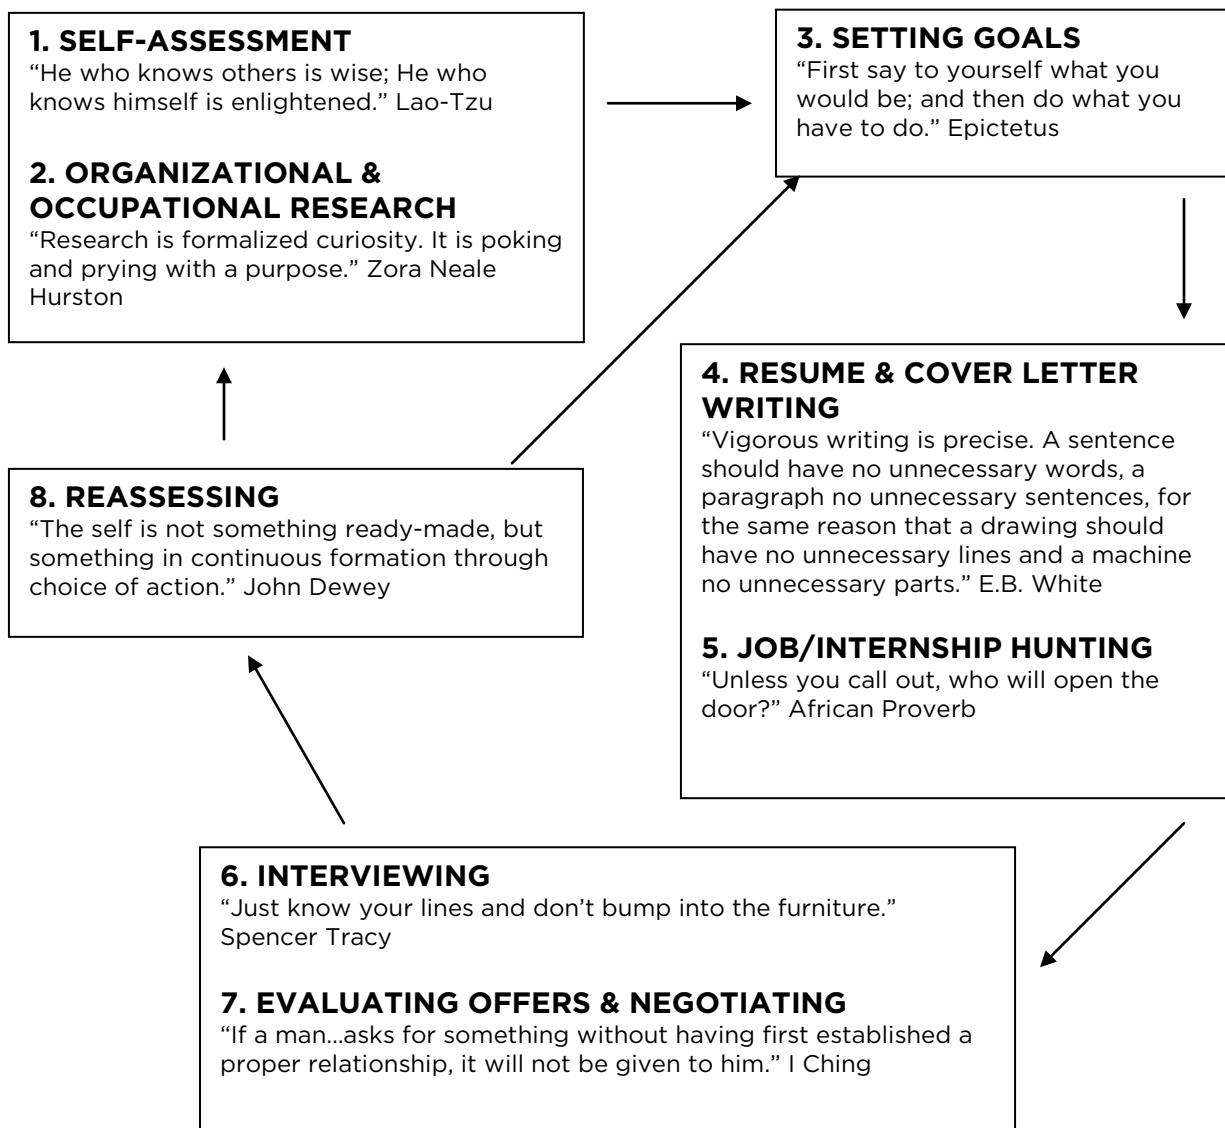 1. SELF-ASSESSMENT
“He who knows others is wise; He who
knows himself is enlightened.” Lao-Tzu
2. ORGANIZATIONAL &
OCCUPATIONAL RESEARCH
“Research is formalized curiosity. It is poking
and prying with a purpose.” Zora Neale
Hurston
3. SETTING GOALS
“First say to yourself what you
would be; and then do what you
have to do.” Epictetus
4. RESUME & COVER LETTER
WRITING
“Vigorous writing is precise. A sentence
should have no unnecessary words, a
paragraph no unnecessary sentences, for
the same reason that a drawing should
have no unnecessary lines and a machine
no unnecessary parts.” E.B. White
5. JOB/INTERNSHIP HUNTING
“Unless you call out, who will open the
door?” African Proverb
6. INTERVIEWING
“Just know your lines and don’t bump into the furniture.”
Spencer Tracy
7. EVALUATING OFFERS & NEGOTIATING
“If a man...asks for something without having first established a
proper relationship, it will not be given to him.” I Ching
8. REASSESSING
“The self is not something ready-made, but
something in continuous formation through
choice of action.” John Dewey